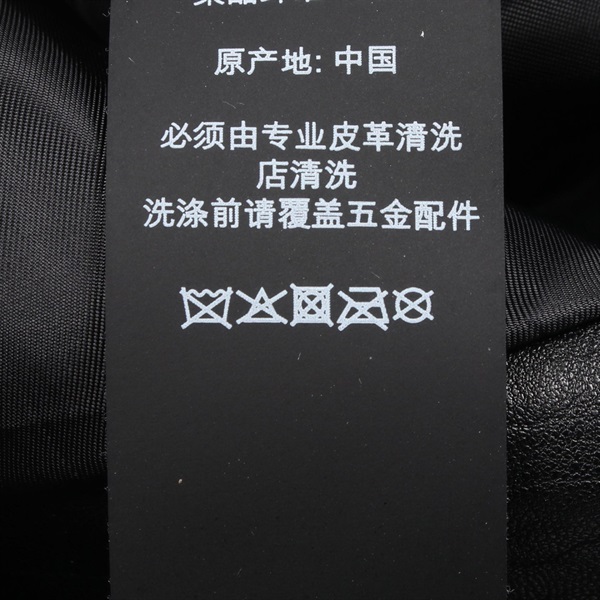 原产地: 中国
必须由专业皮革清洗
店清洗
洗涤前请覆盖五金配件